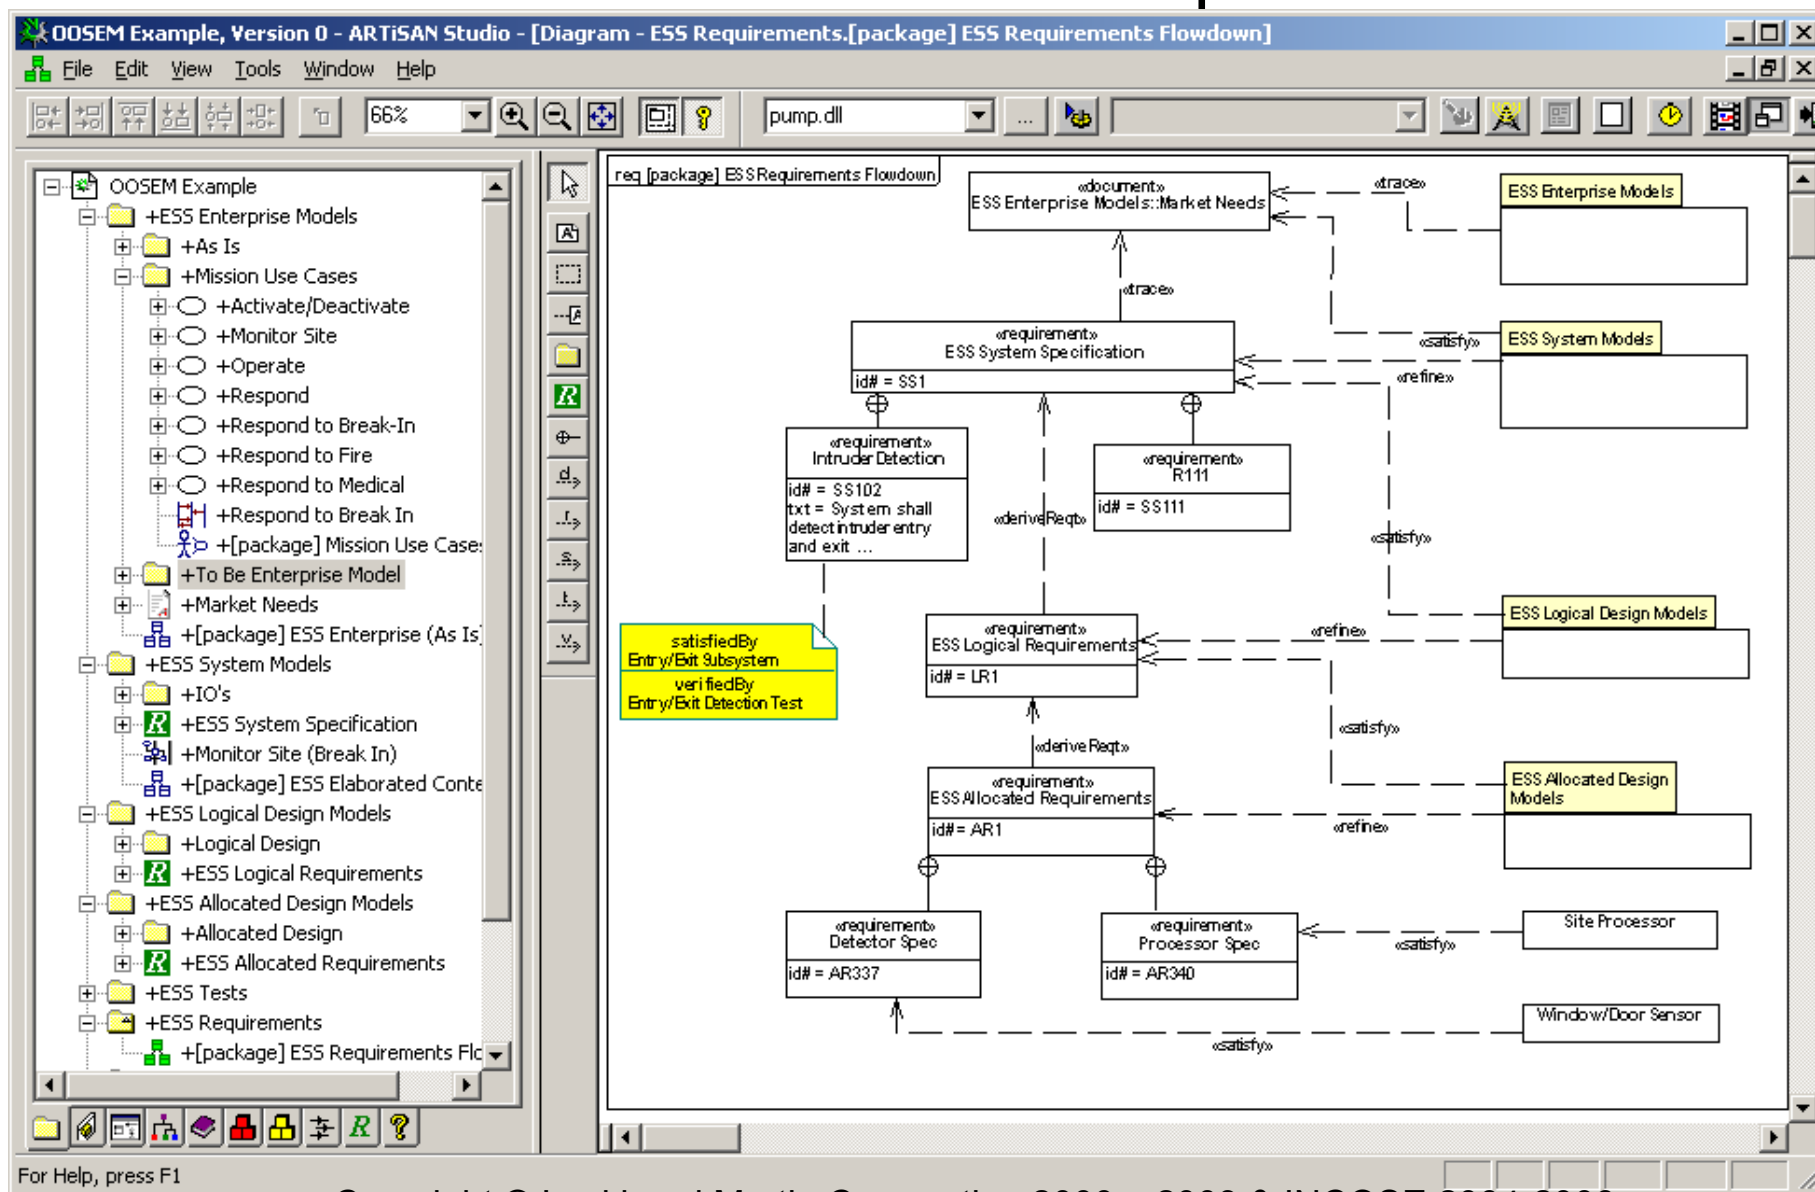 OOSEM Example, Version 0 - ARTiSAN Studio - [Diagram - ESS Requirements.[package] ESS Requirements Flowdown]
File Edit View Tools Window Help
66%
pump.dll
...
OOSEM Example
+ESS Enterprise Models
+As Is
+Mission Use Cases
+Activate/Deactivate
+Monitor Site
+Operate
+Respond
+Respond to Break-In
+Respond to Fire
+Respond to Medical
+Respond to Break In
+[package] Mission Use Cases
+To Be Enterprise Model
+Market Needs
+[package] ESS Enterprise (As Is)
+ESS System Models
+IO's
+ESS System Specification
+Monitor Site (Break In)
+[package] ESS Elaborated Conte
+ESS Logical Design Models
+Logical Design
+ESS Logical Requirements
+ESS Allocated Design Models
+Allocated Design
+ESS Allocated Requirements
+ESS Tests
+ESS Requirements
+[package] ESS Requirements Flo
req [package] ESS Requirements Flowdown
«document»
ESS Enterprise Models::Market Needs
«trace»
ESS Enterprise Models
«trace»
«requirement»
ESS System Specification
id# = SS1
«satisfy»
ESS System Models
«refine»
«requirement»
Intruder Detection
id# = SS102
txt = System shall
detect intruder entry
and exit ...
«requirement»
R111
id# = SS111
«deriveReqt»
«satisfy»
satisfiedBy
Entry/Exit Subsystem
verifiedBy
Entry/Exit Detection Test
«requirement»
ESS Logical Requirements
id# = LR1
«refine»
ESS Logical Design Models
«satisfy»
«deriveReqt»
«requirement»
ESS Allocated Requirements
id# = AR1
«refine»
ESS Allocated Design
Models
«requirement»
Detector Spec
id# = AR337
«requirement»
Processor Spec
id# = AR340
«satisfy»
Site Processor
Window/Door Sensor
«satisfy»
For Help, press F1